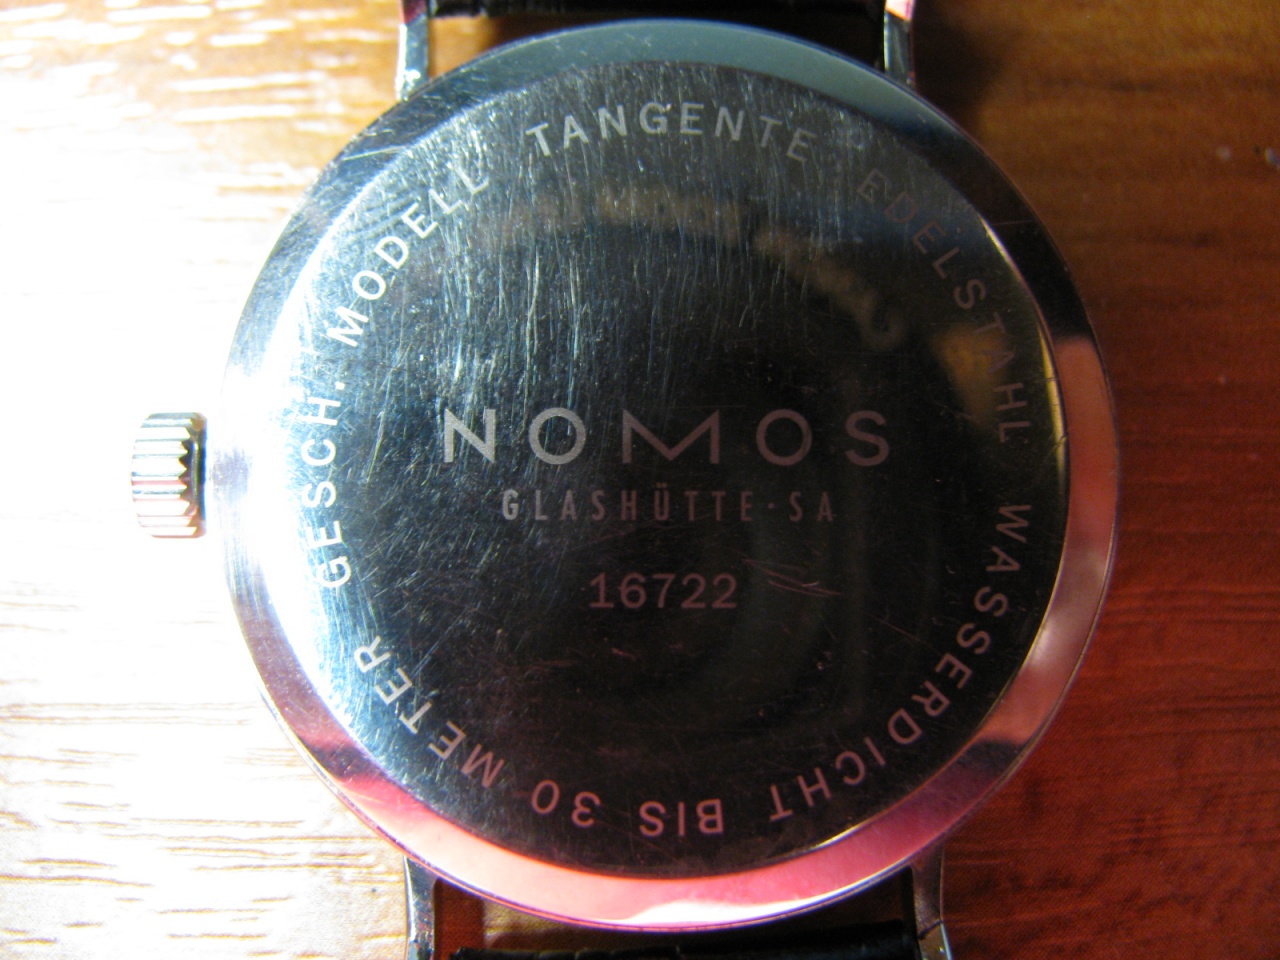 GESCH. MODELL TANGENTE EDELSTAHL WASSERDICHT BIS 30 METER
NOMOS
GLASHÜTTE·SA
16722